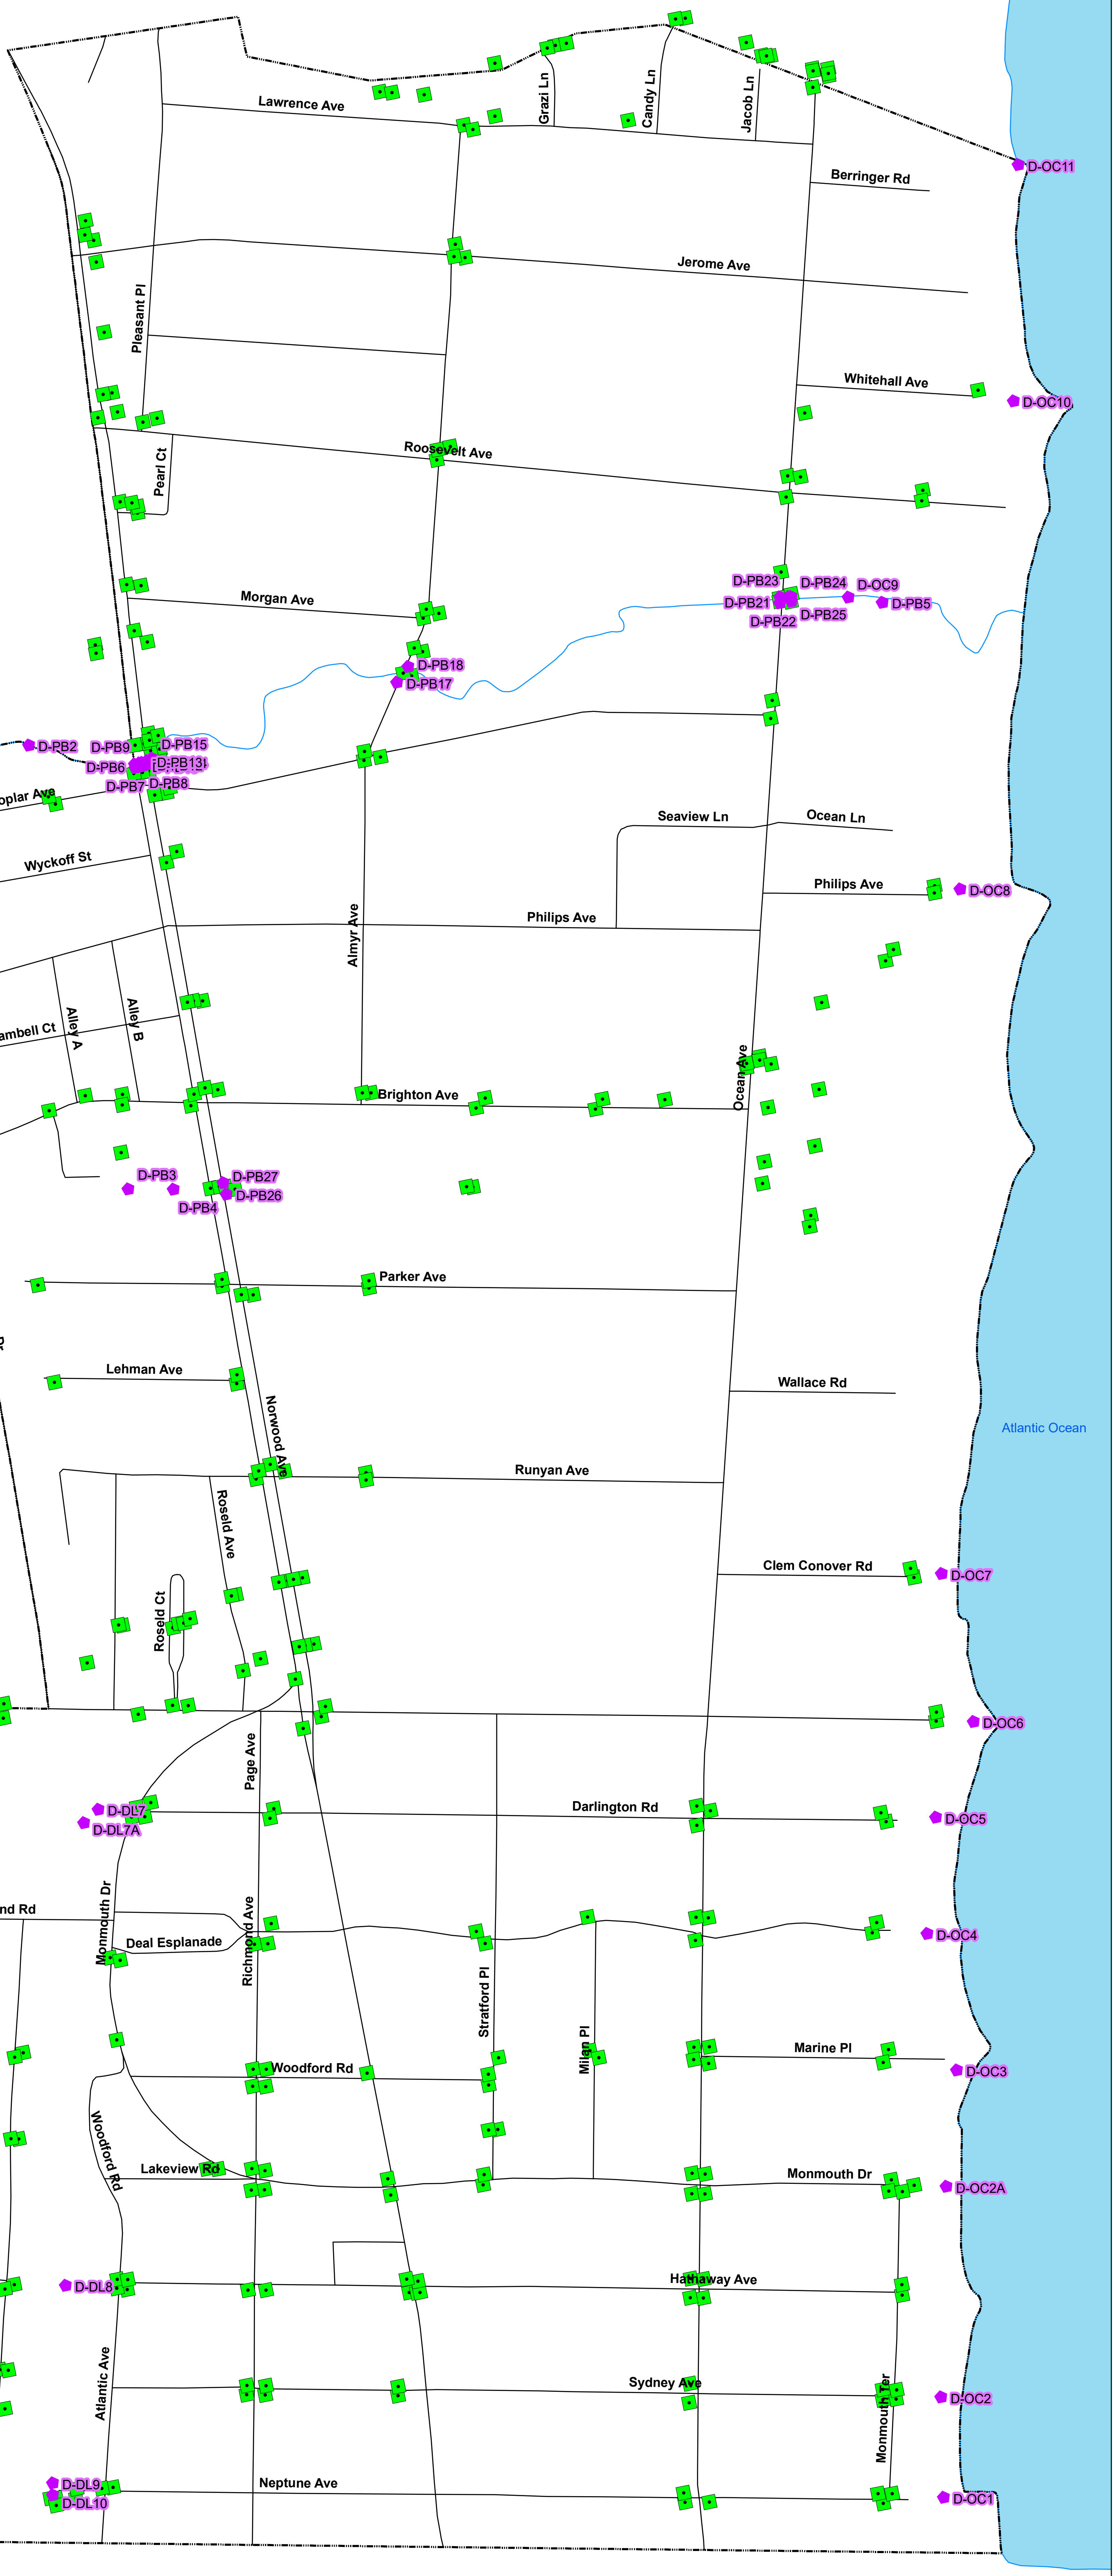 Lawrence Ave
Grazi Ln
Candy Ln
Jacob Ln
D-OC11
Berringer Rd
Jerome Ave
Pleasant Pl
Whitehall Ave
D-OC10
Roosevelt Ave
Pearl Ct
Morgan Ave
D-PB23
D-PB24
D-OC9
D-PB21
D-PB5
D-PB25
D-PB22
D-PB18
D-PB17
D-PB2
D-PB9
D-PB15
D-PB6
D-PB13
D-PB7
D-PB8
oplar Ave
Seaview Ln
Ocean Ln
Wyckoff St
Philips Ave
D-OC8
Philips Ave
Almyr Ave
Alley A
Alley B
ambell Ct
Ocean Ave
Brighton Ave
D-PB3
D-PB27
D-PB4
D-PB26
Parker Ave
Lehman Ave
Wallace Rd
Norwood Ave
Atlantic Ocean
Runyan Ave
Roseld Ave
Clem Conover Rd
D-OC7
Roseld Ct
D-OC6
Page Ave
D-DL7
Darlington Rd
D-DL7A
D-OC5
nd Rd
Monmouth Dr
Deal Esplanade
Richmond Ave
D-OC4
Stratford Pl
Milan Pl
Marine Pl
Woodford Rd
D-OC3
Woodford Rd
Lakeview Rd
Monmouth Dr
D-OC2A
D-DL8
Hathaway Ave
Atlantic Ave
Sydney Ave
Monmouth Ter
D-OC2
D-DL9
Neptune Ave
D-DL10
D-OC1